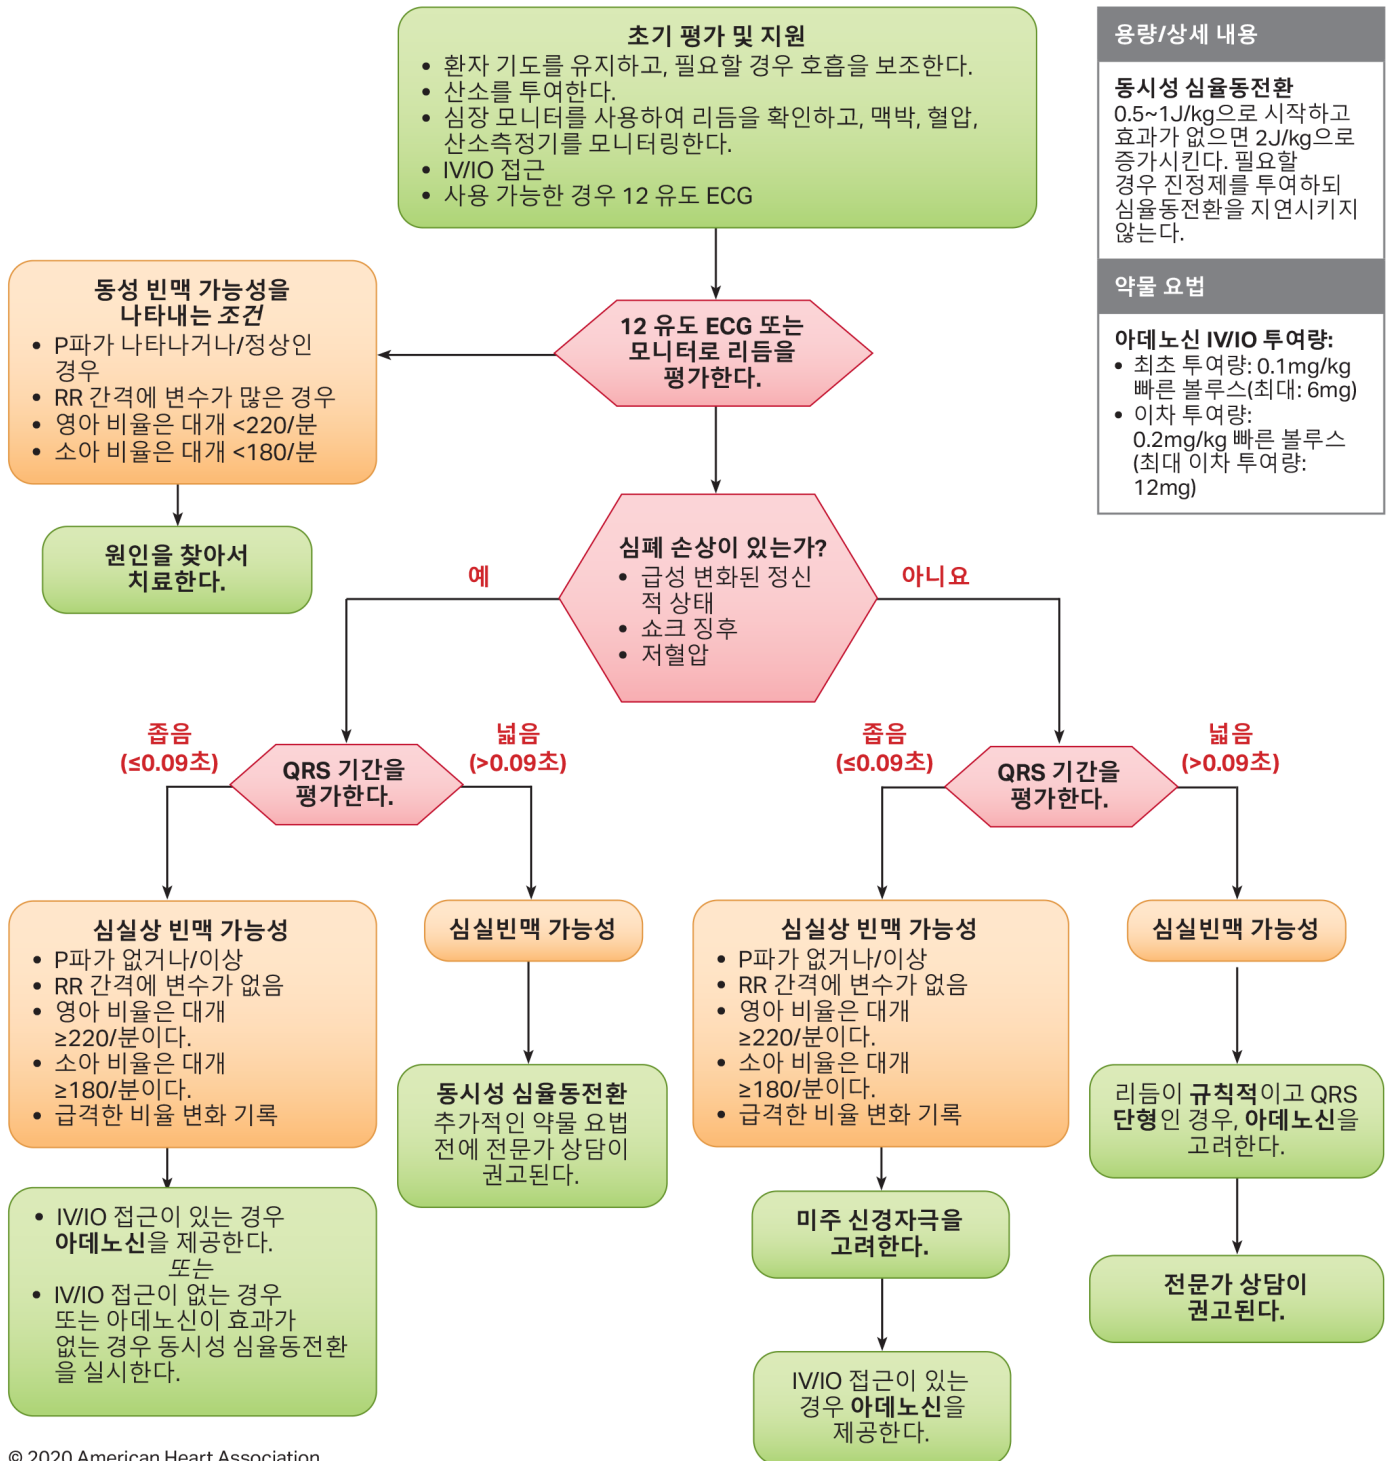 초기 평가 및 지원
• 환자 기도를 유지하고, 필요할 경우 호흡을 보조한다.
• 산소를 투여한다.
• 심장 모니터를 사용하여 리듬을 확인하고, 맥박, 혈압,
산소측정기를 모니터링한다.
• IV/IO 접근
• 사용 가능한 경우 12 유도 ECG
용량/상세 내용
동시성 심율동전환
0.5~1J/kg으로 시작하고
효과가 없으면 2J/kg으로
증가시킨다. 필요할
경우 진정제를 투여하되
심율동전환을 지연시키지
않는다.
약물 요법
아데노신 IV/IO 투여량:
• 최초 투여량: 0.1mg/kg
빠른 볼루스(최대: 6mg)
• 이차 투여량:
0.2mg/kg 빠른 볼루스
(최대 이차 투여량:
12mg)
12 유도 ECG 또는
모니터로 리듬을
평가한다.
동성 빈맥 가능성을
나타내는 조건
• P파가 나타나거나/정상인
경우
• RR 간격에 변수가 많은 경우
• 영아 비율은 대개 <220/분
• 소아 비율은 대개 <180/분
원인을 찾아서
치료한다.
심폐 손상이 있는가?
• 급성 변화된 정신
적 상태
• 쇼크 징후
• 저혈압
예
아니요
좁음
(≤0.09초)
QRS 기간을
평가한다.
넓음
(>0.09초)
좁음
(≤0.09초)
QRS 기간을
평가한다.
넓음
(>0.09초)
심실상 빈맥 가능성
• P파가 없거나/이상
• RR 간격에 변수가 없음
• 영아 비율은 대개
≥220/분이다.
• 소아 비율은 대개
≥180/분이다.
• 급격한 비율 변화 기록
• IV/IO 접근이 있는 경우
아데노신을 제공한다.
또는
• IV/IO 접근이 없는 경우
또는 아데노신이 효과가
없는 경우 동시성 심율동전환
을 실시한다.
심실빈맥 가능성
동시성 심율동전환
추가적인 약물 요법
전에 전문가 상담이
권고된다.
심실상 빈맥 가능성
• P파가 없거나/이상
• RR 간격에 변수가 없음
• 영아 비율은 대개
≥220/분이다.
• 소아 비율은 대개
≥180/분이다.
• 급격한 비율 변화 기록
미주 신경자극을
고려한다.
IV/IO 접근이 있는
경우 아데노신을
제공한다.
심실빈맥 가능성
리듬이 규칙적이고 QRS
단형인 경우, 아데노신을
고려한다.
전문가 상담이
권고된다.
© 2020 American Heart Association